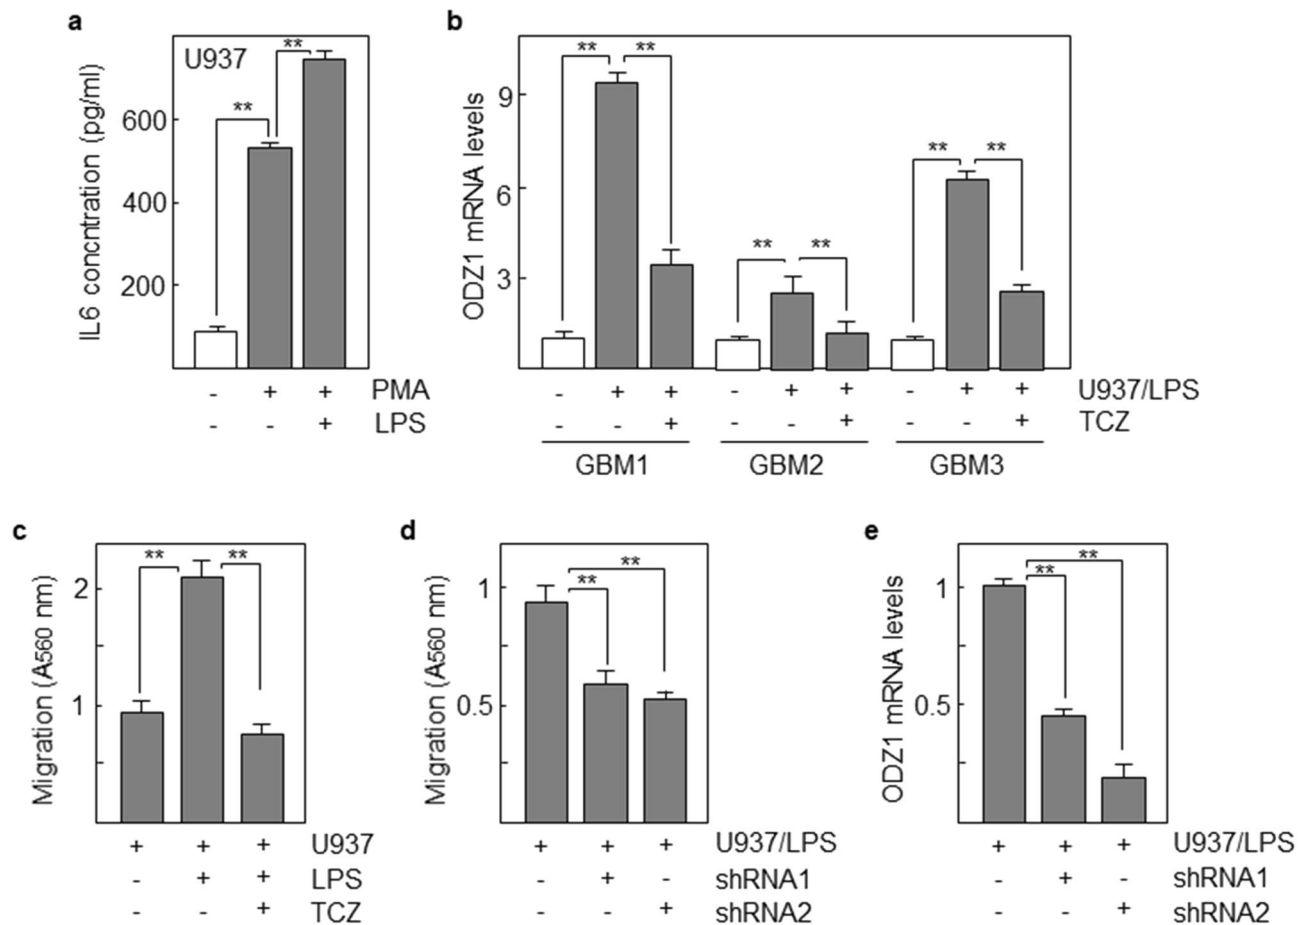 a
U937
**
**
IL6 concntration (pg/ml)
600
400
200
- + + PMA
- - + LPS
b
** **
** **
** **
ODZ1 mRNA levels
9
6
3
- + + - + + - + + U937/LPS
- - + - - + - - + TCZ
GBM1 GBM2 GBM3
c
** **
Migration (A560 nm)
2
1
+ + + U937
- + + LPS
- - + TCZ
d
**
**
Migration (A560 nm)
1
0.5
+ + + U937/LPS
- + - shRNA1
- - + shRNA2
e
**
**
ODZ1 mRNA levels
1
0.5
+ + + U937/LPS
- + - shRNA1
- - + shRNA2